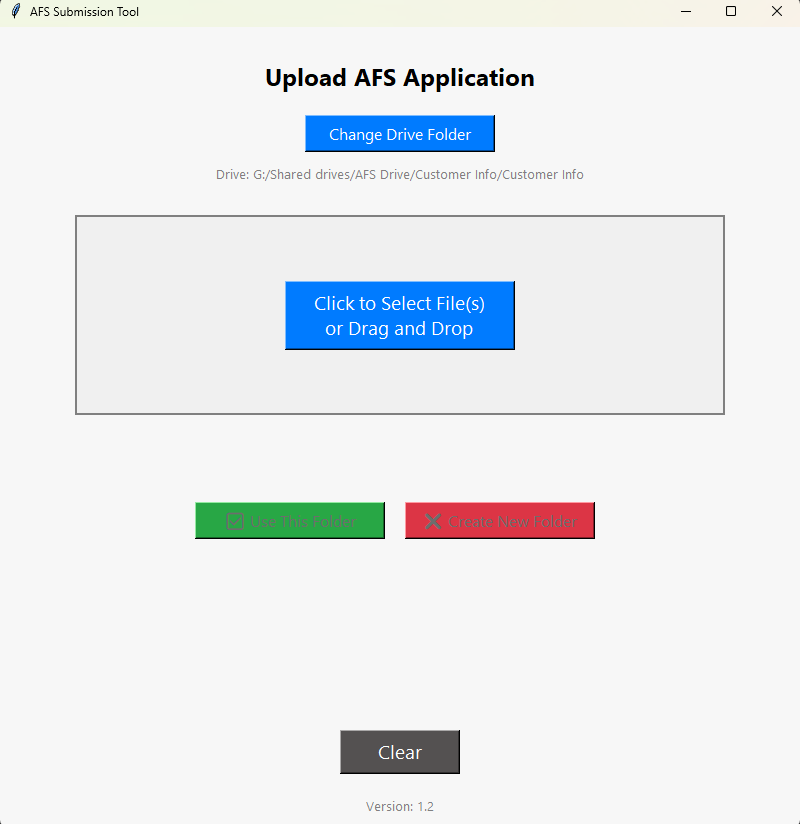 AFS Submission Tool
Upload AFS Application
Change Drive Folder
Drive: G:/Shared drives/AFS Drive/Customer Info/Customer Info
Click to Select File(s)
or Drag and Drop
Use This Folder
Create New Folder
Clear
Version: 1.2